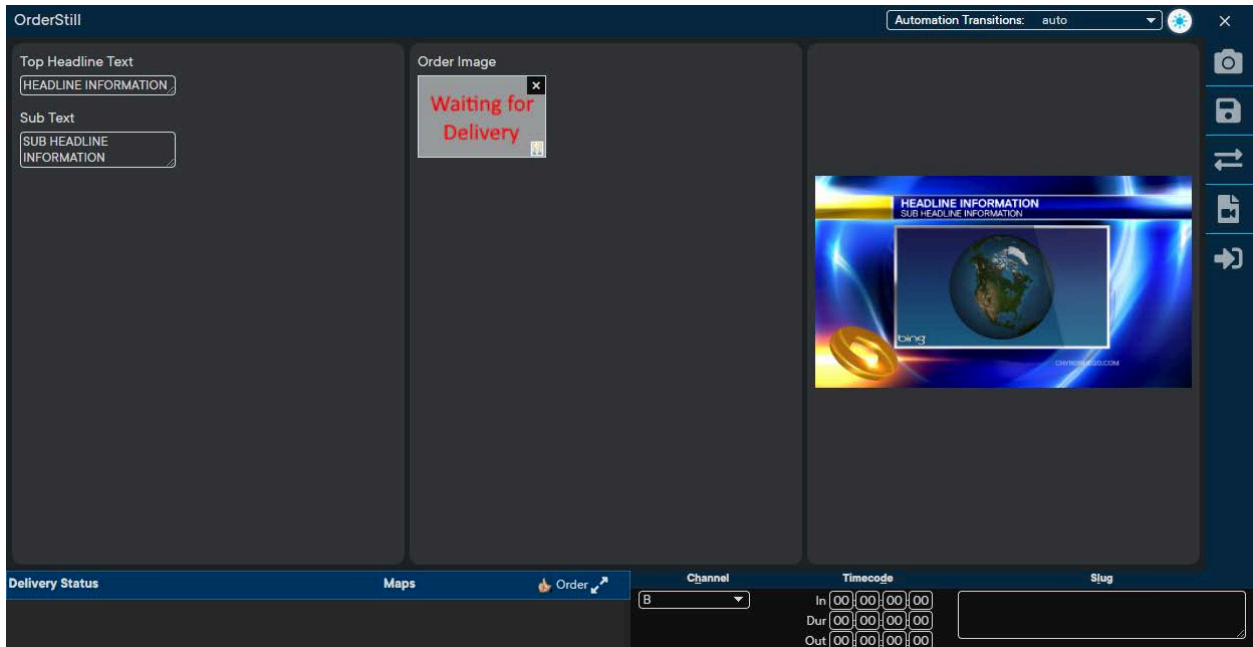 OrderStill
Automation Transitions: auto
Top Headline Text
HEADLINE INFORMATION
Sub Text
SUB HEADLINE
INFORMATION
Order Image
Waiting for
Delivery
HEADLINE INFORMATION
SUB HEADLINE INFORMATION
bing
Delivery Status
Maps
Order
Channel
B
Timecode
In 00:00:00:00
Dur 00:00:00:00
Out 00:00:00:00
Slug